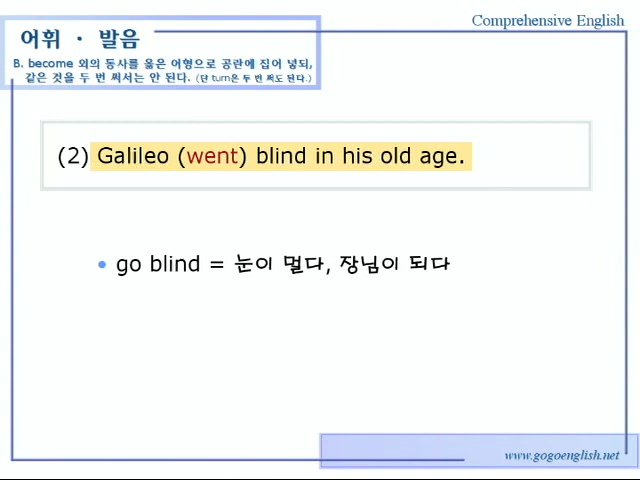 Comprehensive English
어휘 · 발음
B. become 외의 동사를 옳은 어형으로 공란에 집어 넣되,
같은 것을 두 번 써서는 안 된다. (단 turn은 두 번 써도 된다.)
(2) Galileo (went) blind in his old age.
• go blind = 눈이 멀다, 장님이 되다
www.gogoenglish.net